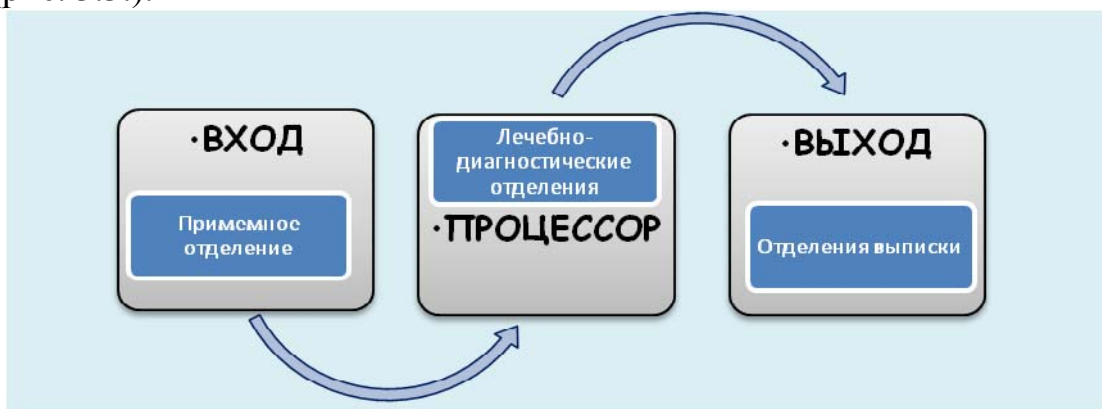 ·ВХОД
Приемное
отделение
Лечебно-
диагностические
отделения
·ПРОЦЕССОР
·ВЫХОД
Отделения выписки